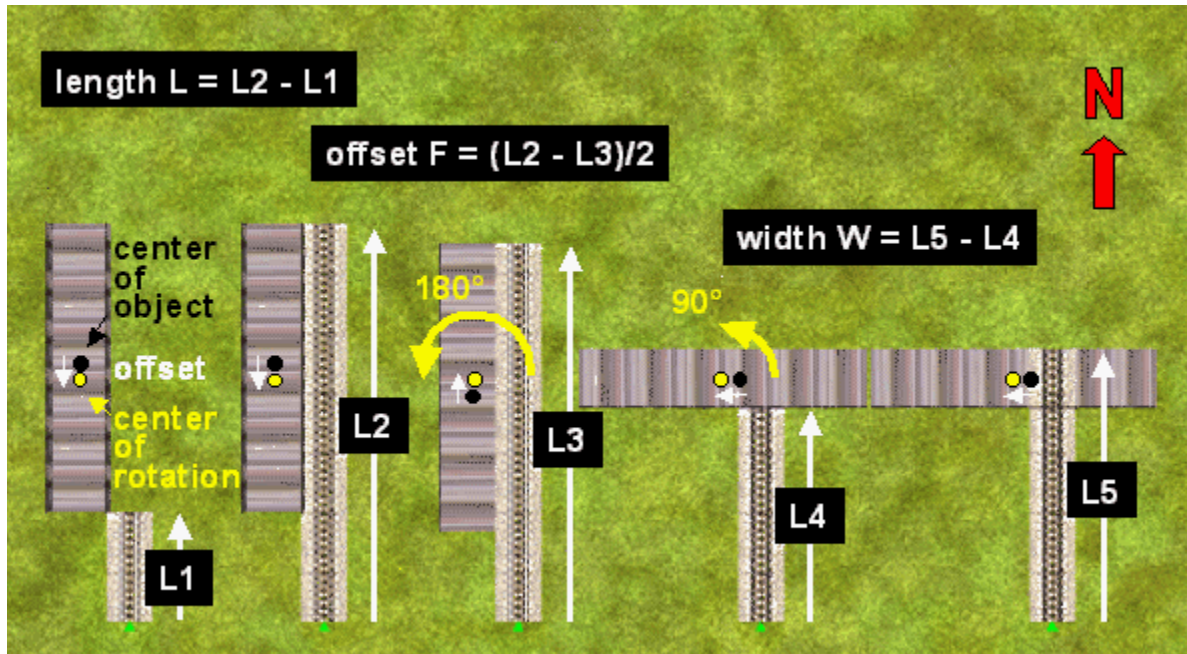 length L = L2 - L1
N
offset F = (L2 - L3)/2
width W = L5 - L4
center
of
object
offset
center
of
rotation
180°
90°
L1
L2
L3
L4
L5